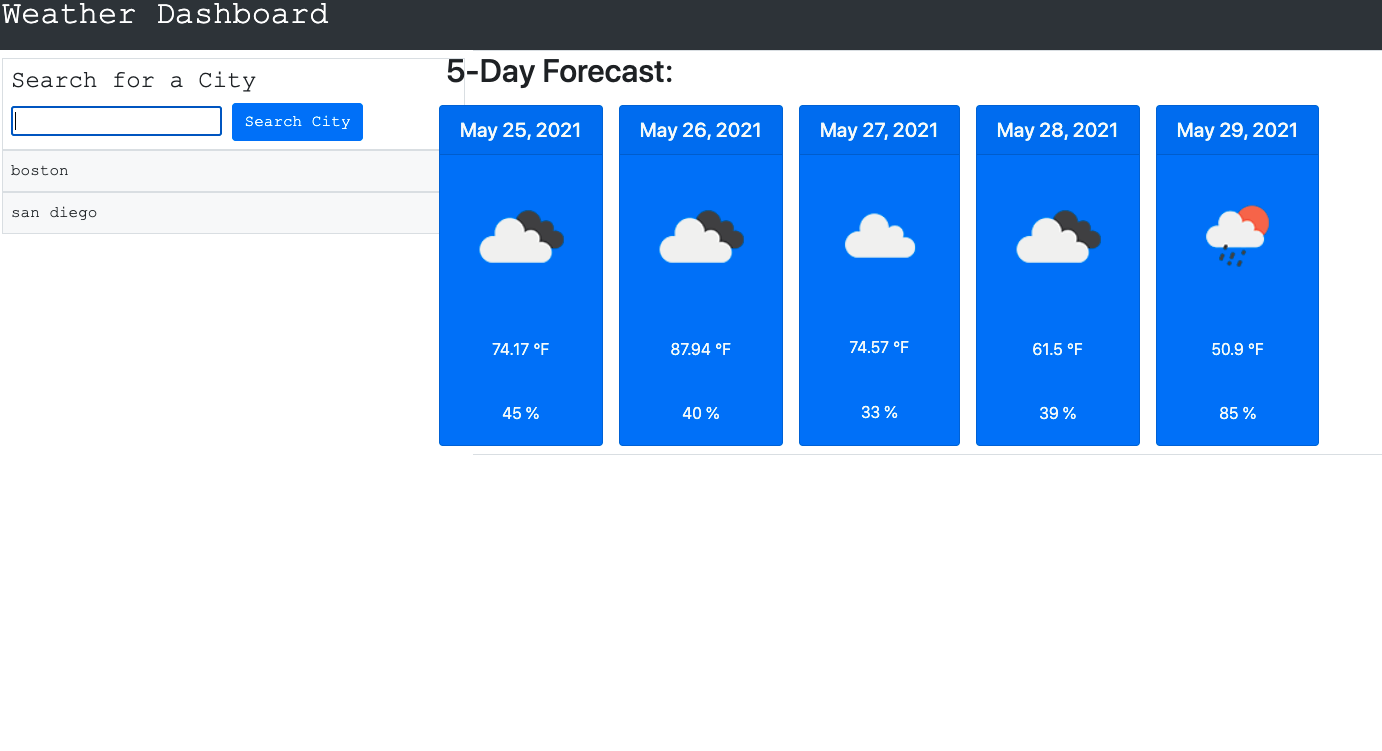 Weather Dashboard
Search for a City
Search City
boston
san diego
5-Day Forecast:
May 25, 2021
74.17 °F
45 %
May 26, 2021
87.94 °F
40 %
May 27, 2021
74.57 °F
33 %
May 28, 2021
61.5 °F
39 %
May 29, 2021
50.9 °F
85 %